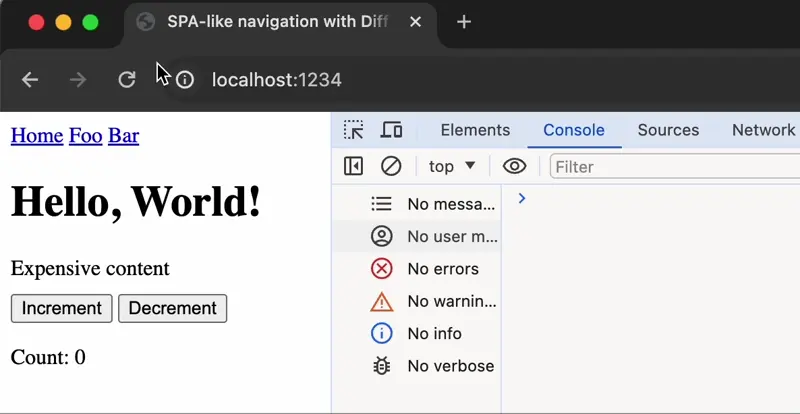 SPA-like navigation with Diff
localhost:1234
Home Foo Bar
Hello, World!
Expensive content
Increment Decrement
Count: 0
Elements Console Sources Network
top Filter
No messa...
No user m...
No errors
No warnin...
No info
No verbose